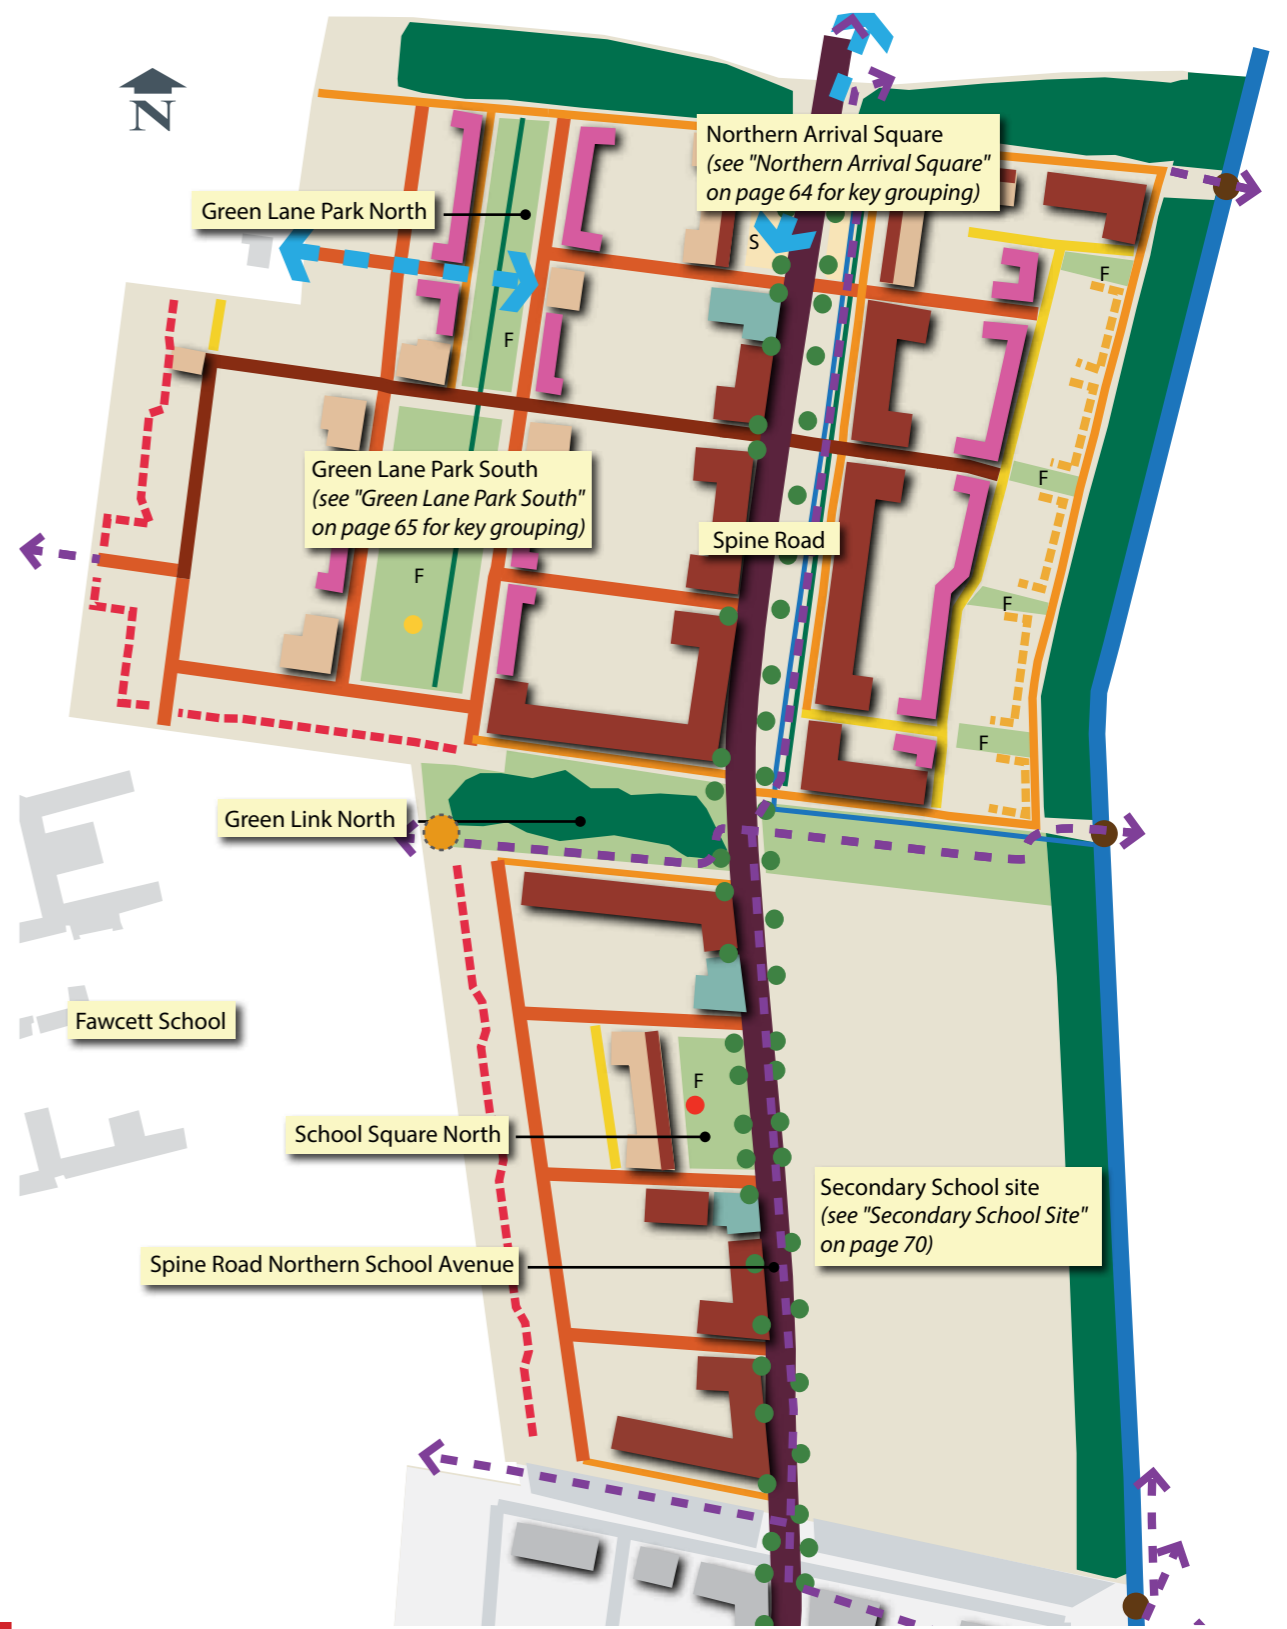 N
Northern Arrival Square
(see "Northern Arrival Square"
on page 64 for key grouping)
Green Lane Park North
S
F
F
Green Lane Park South
(see "Green Lane Park South"
on page 65 for key grouping)
F
Spine Road
F
F
F
Green Link North
Fawcett School
F
School Square North
Secondary School site
(see "Secondary School Site"
on page 70)
Spine Road Northern School Avenue